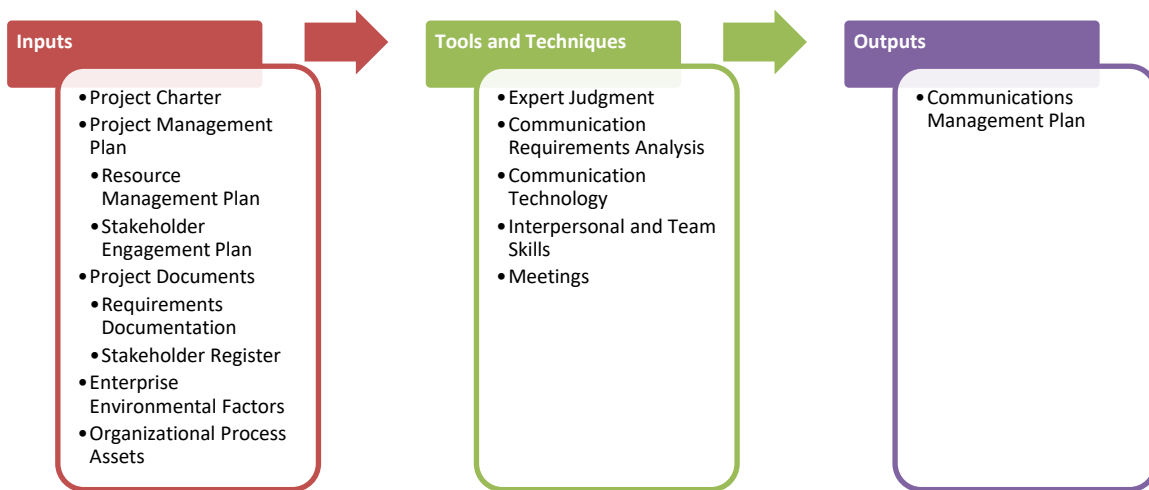 Inputs
•Project Charter
•Project Management
Plan
•Resource
Management Plan
•Stakeholder
Engagement Plan
•Project Documents
•Requirements
Documentation
•Stakeholder Register
•Enterprise
Environmental Factors
•Organizational Process
Assets
Tools and Techniques
•Expert Judgment
•Communication
Requirements Analysis
•Communication
Technology
•Interpersonal and Team
Skills
•Meetings
Outputs
•Communications
Management Plan